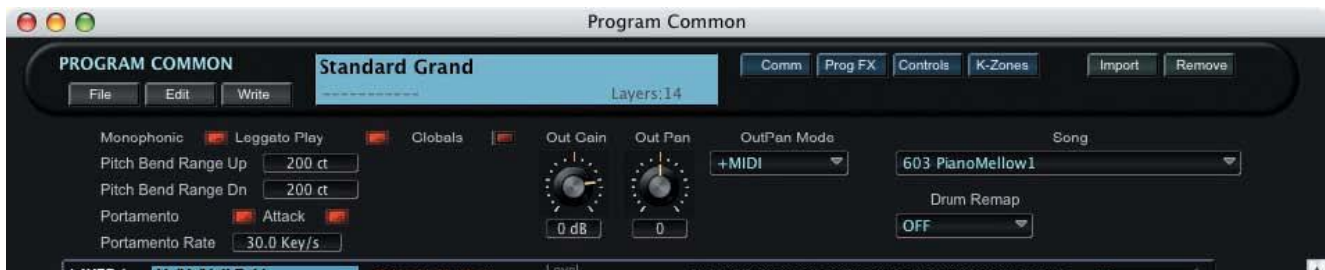 Program Common
PROGRAM COMMON
Standard Grand
Comm Prog FX Controls K-Zones Import Remove
File Edit Write
------------ Layers:14
Monophonic Leggato Play Globals Out Gain Out Pan OutPan Mode Song
Pitch Bend Range Up 200 ct
+MIDI 603 PianoMellow1
Pitch Bend Range Dn 200 ct
Drum Remap
Portamento Attack
0 dB 0 OFF
Portamento Rate 30.0 Key/s